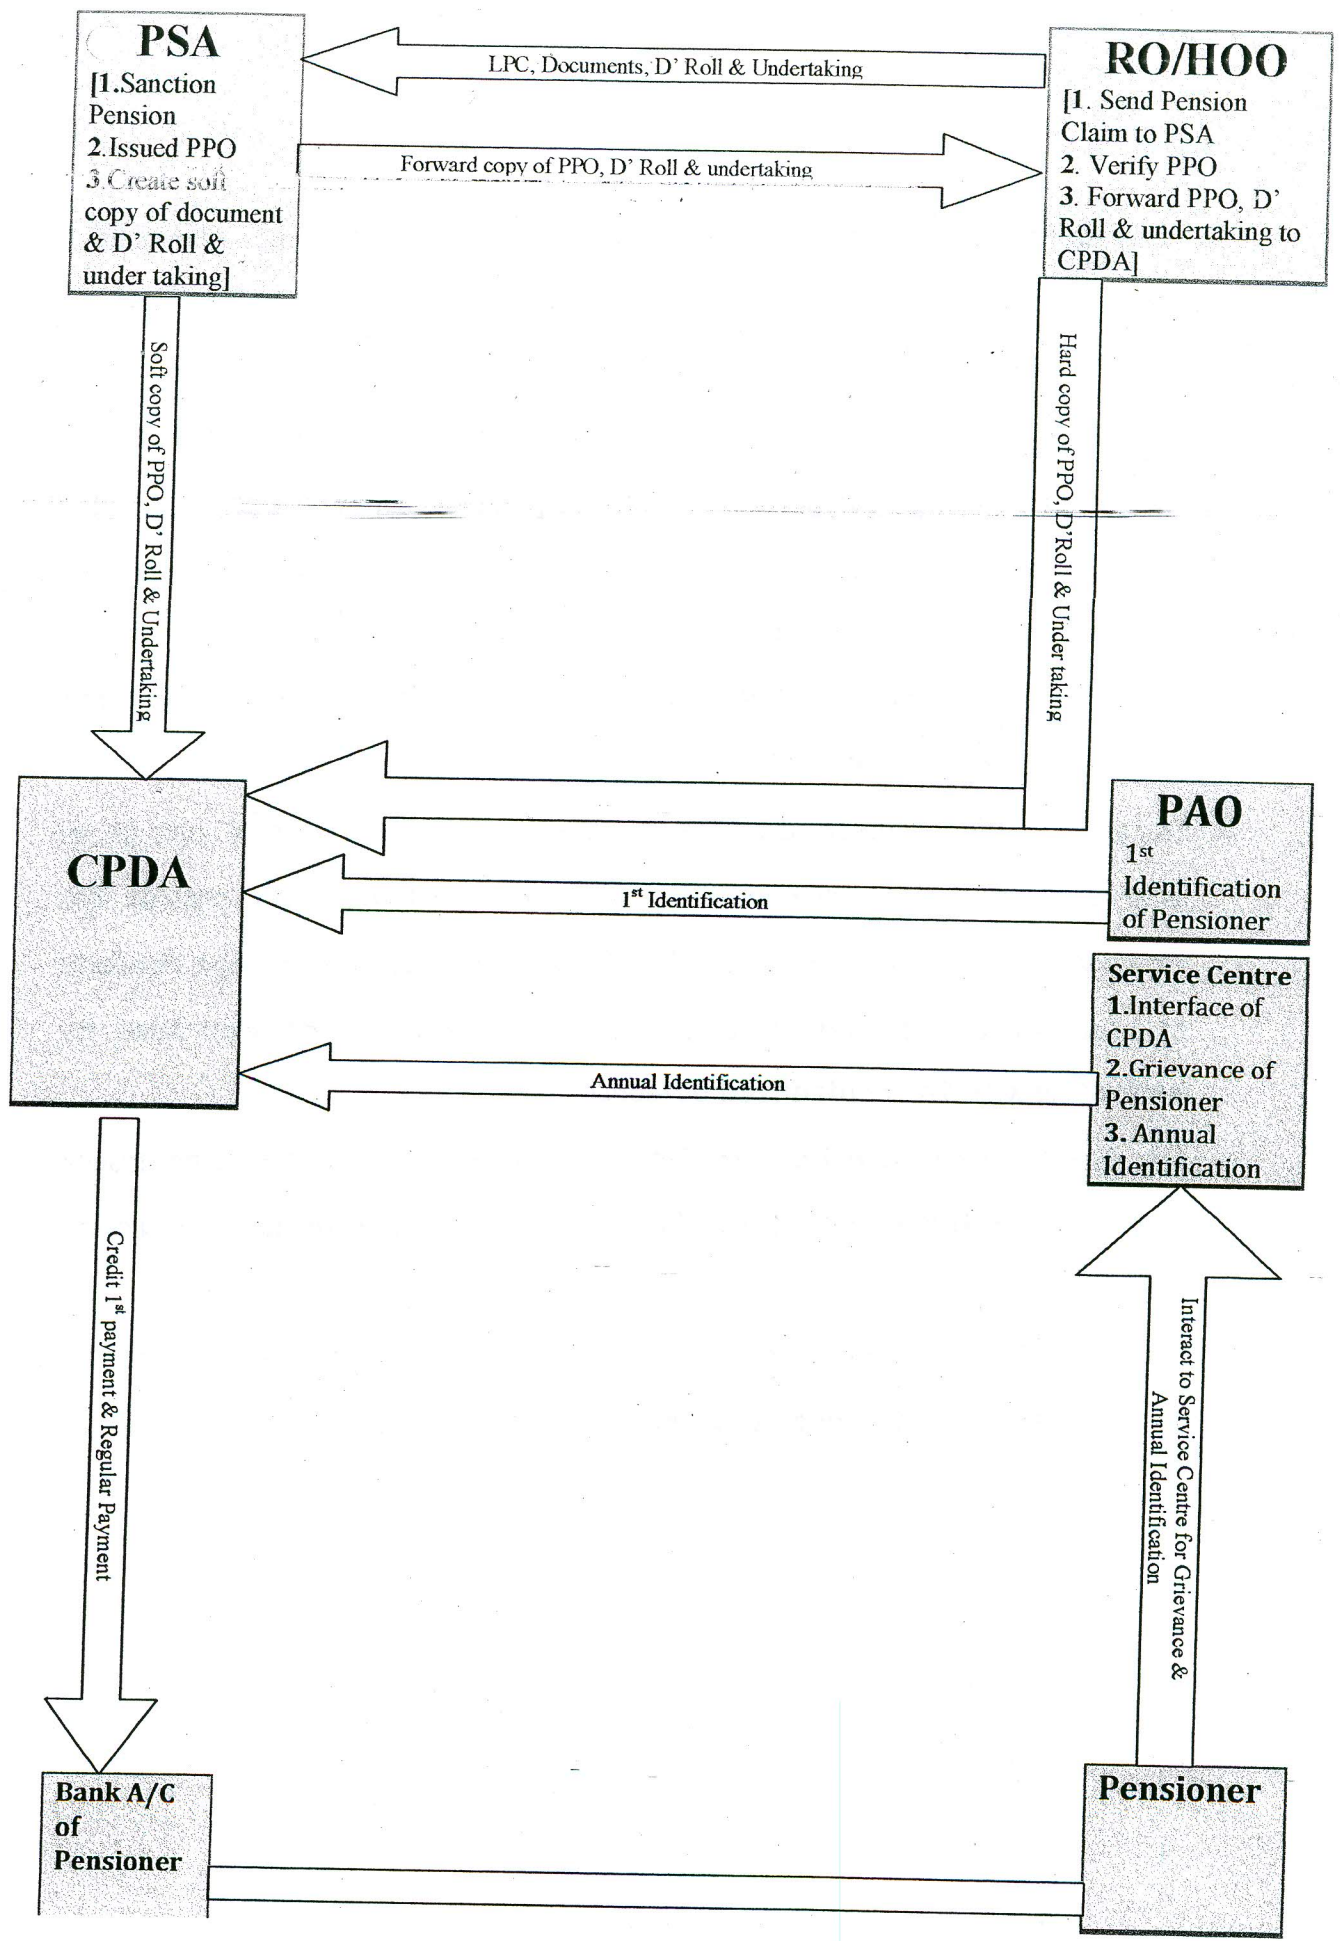 PSA
[1.Sanction
Pension
2.Issued PPO
3.Create soft
copy of document
& D' Roll &
under taking]
LPC, Documents, D' Roll & Undertaking
Forward copy of PPO, D' Roll & undertaking
RO/HOO
[1. Send Pension
Claim to PSA
2. Verify PPO
3. Forward PPO, D'
Roll & undertaking to
CPDA]
Soft copy of PPO, D' Roll & Undertaking
Hard copy of PPO, D'Roll & Under taking
CPDA
PAO
1st
Identification
of Pensioner
1st Identification
Service Centre
1.Interface of
CPDA
2.Grievance of
Pensioner
3. Annual
Identification
Annual Identification
Credit 1st payment & Regular Payment
Interact to Service Centre for Grievance &
Annual Identification
Bank A/C
of
Pensioner
Pensioner